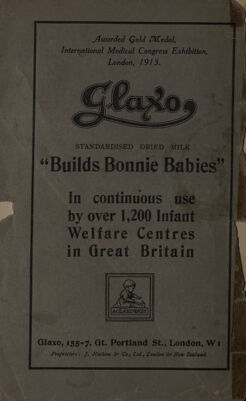 Awarded Gold Medal,
International Medical Congress Exhibition,
London, 1913.
Glaxo
STANDARDISED DRIED MILK
“Builds Bonnie Babies”
In continuous use
by over 1,200 Infant
Welfare Centres
in Great Britain
Glaxo, 155-7, Gt. Portland St., London, W1
Proprietors: J. Nathan & Co., Ltd., London & New Zealand.